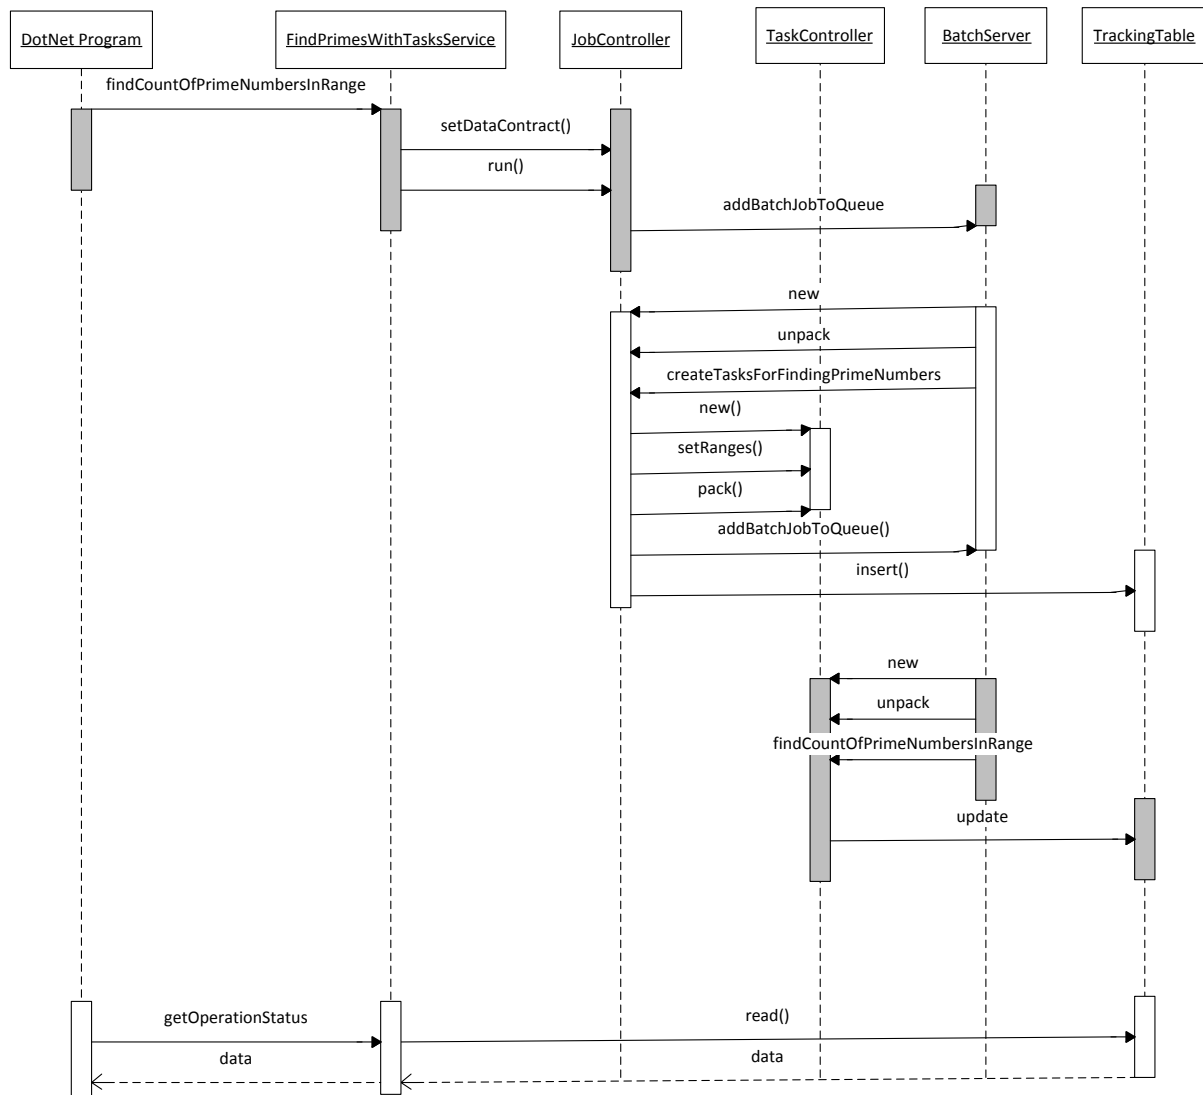 DotNet Program
FindPrimesWithTasksService
JobController
TaskController
BatchServer
TrackingTable
findCountOfPrimeNumbersInRange
setDataContract()
run()
addBatchJobToQueue
new
unpack
createTasksForFindingPrimeNumbers
new()
setRanges()
pack()
addBatchJobToQueue()
insert()
new
unpack
findCountOfPrimeNumbersInRange
update
getOperationStatus
read()
data
data